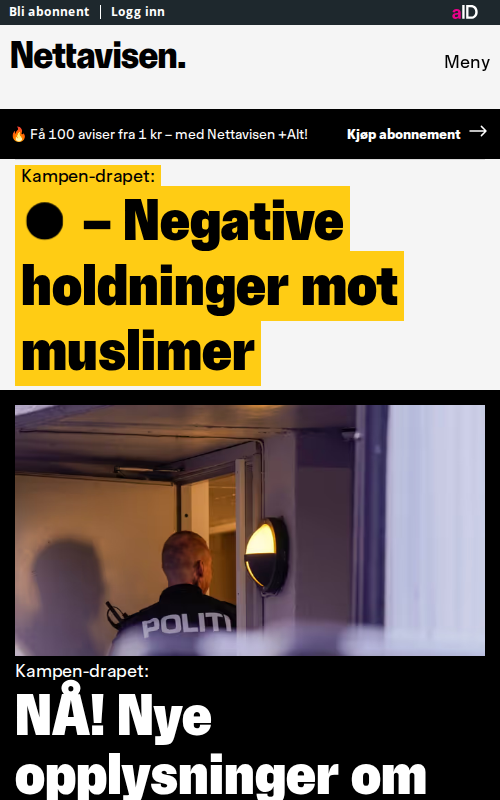 Bli abonnent | Logg inn
aID
Nettavisen.
Meny
🔥 Få 100 aviser fra 1 kr – med Nettavisen +Alt!
Kjøp abonnement →
Kampen-drapet:
● – Negative
holdninger mot
muslimer
POLITI
Kampen-drapet:
NÅ! Nye
opplysninger om